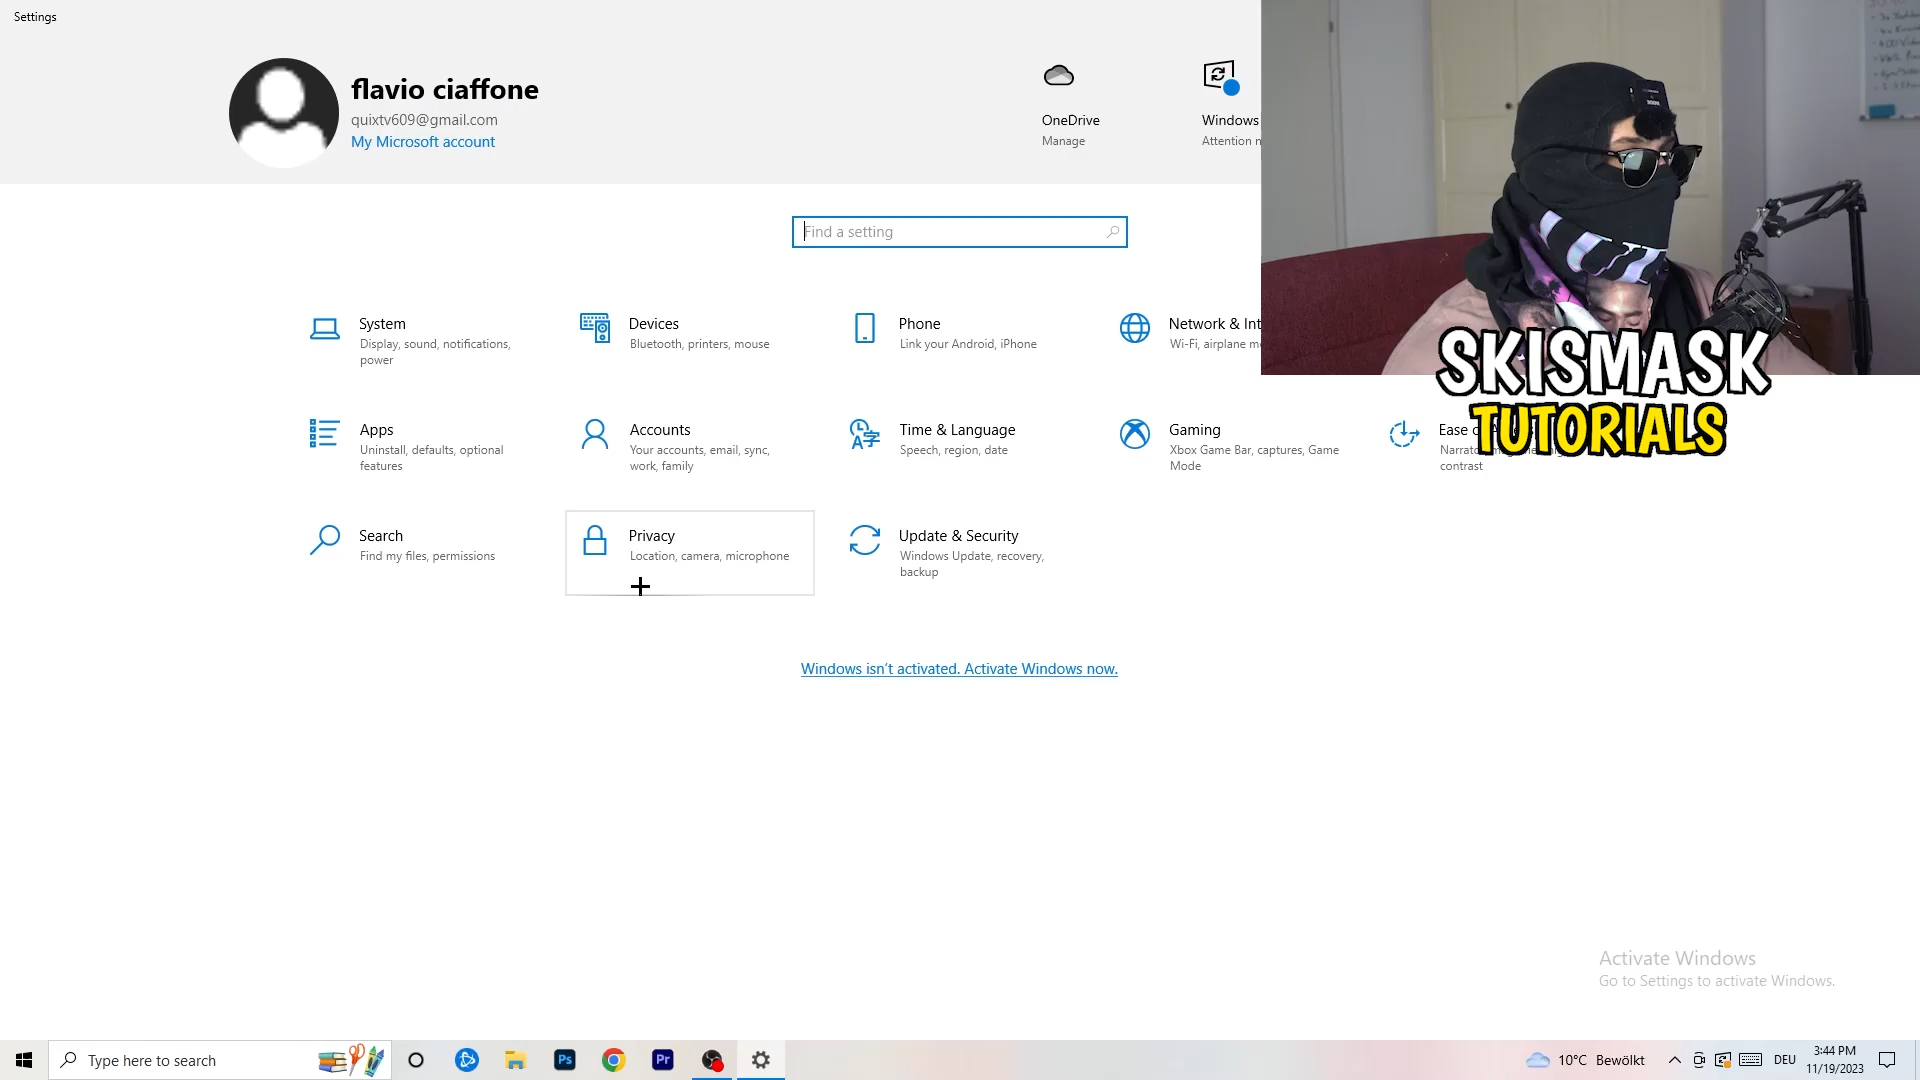 Settings
flavio ciaffone
quixtv609@gmail.com
My Microsoft account
OneDrive
Manage
Windows
Attention
Find a setting
System
Display, sound, notifications,
power
Devices
Bluetooth, printers, mouse
Phone
Link your Android, iPhone
Network & Int
Wi-Fi, airplane m
SKISMASK
TUTORIALS
Apps
Uninstall, defaults, optional
features
Accounts
Your accounts, email, sync,
work, family
Time & Language
Speech, region, date
Gaming
Xbox Game Bar, captures, Game
Mode
Ease
contrast
Search
Find my files, permissions
Privacy
Location, camera, microphone
Update & Security
Windows Update, recovery,
backup
Windows isn't activated. Activate Windows now.
Activate Windows
Go to Settings to activate Windows.
Type here to search
Ps
Pr
10°C Bewölkt
DEU
3:44 PM
11/19/2023